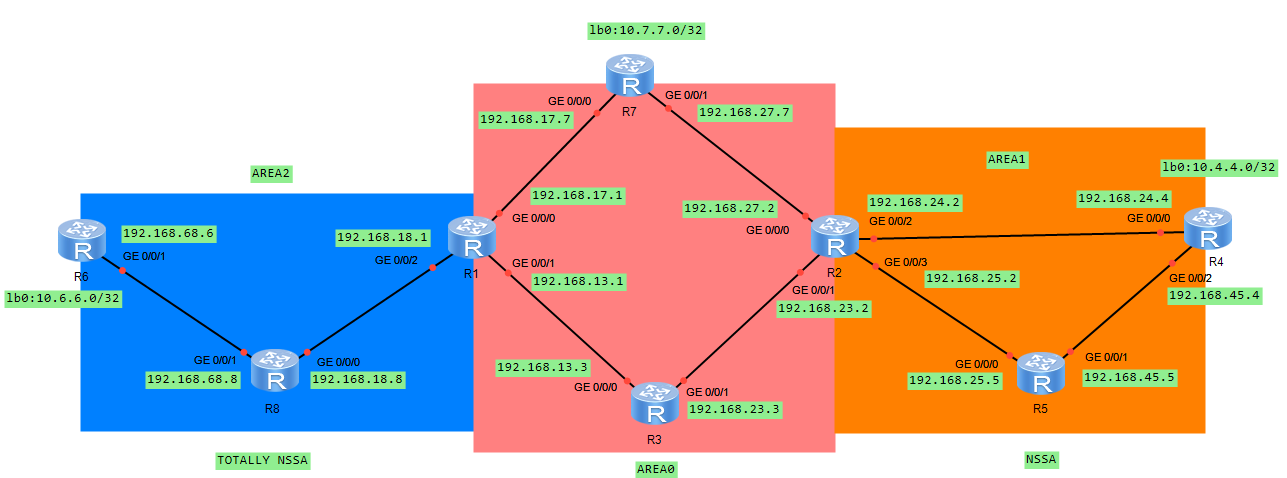 lb0:10.7.7.0/32
R
R7
GE 0/0/0
GE 0/0/1
192.168.17.7
192.168.27.7
AREA2
AREA1
lb0:10.4.4.0/32
192.168.17.1
192.168.27.2
GE 0/0/0
GE 0/0/0
192.168.24.2
GE 0/0/2
192.168.24.4
GE 0/0/0
R
R4
192.168.68.6
GE 0/0/1
R
R6
lb0:10.6.6.0/32
192.168.18.1
GE 0/0/2
R
R1
GE 0/0/1
192.168.13.1
R
R2
GE 0/0/1
192.168.23.2
GE 0/0/3
192.168.25.2
GE 0/0/2
192.168.45.4
GE 0/0/1
192.168.68.8
R
R8
GE 0/0/0
192.168.18.8
192.168.13.3
GE 0/0/0
R
R3
GE 0/0/1
192.168.23.3
GE 0/0/0
192.168.25.5
R
R5
GE 0/0/1
192.168.45.5
TOTALLY NSSA
AREA0
NSSA